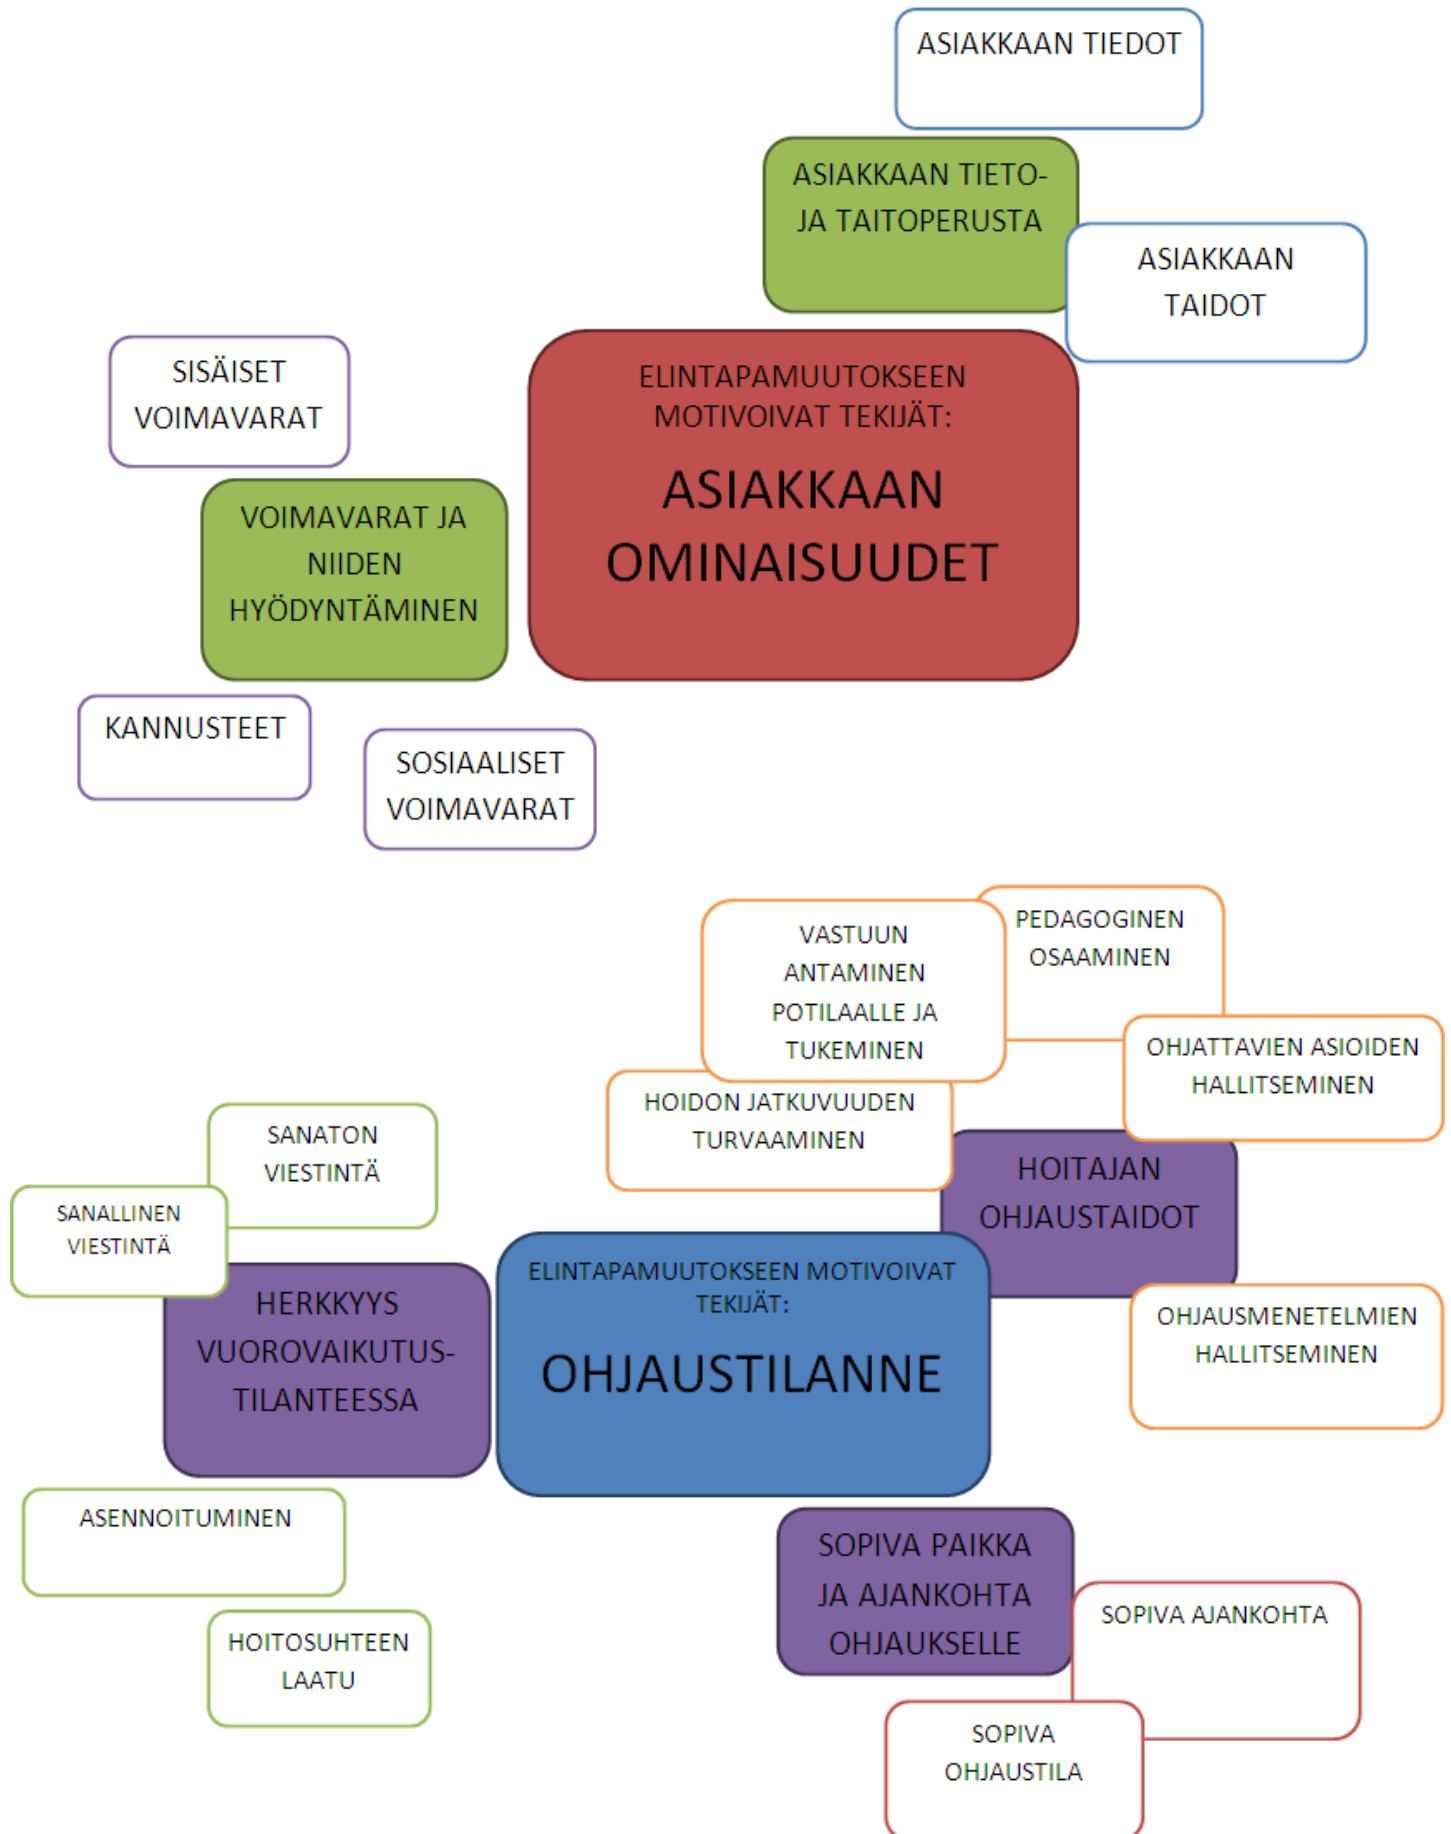 ASIAKKAAN TIEDOT
ASIAKKAAN TIETO-
JA TAITOPERUSTA
ASIAKKAAN
TAIDOT
SISÄISET
VOIMAVARAT
ELINTAPAMUUTOKSEEN
MOTIVOIVAT TEKIJÄT:
ASIAKKAAN
OMINAISUUDET
VOIMAVARAT JA
NIIDEN
HYÖDYNTÄMINEN
KANNUSTEET
SOSIAALISET
VOIMAVARAT
VASTUUN
ANTAMINEN
POTILAALLE JA
TUKEMINEN
PEDAGOGINEN
OSAAMINEN
OHJATTAVIEN ASIOIDEN
HALLITSEMINEN
HOIDON JATKUVUUDEN
TURVAAMINEN
SANATON
VIESTINTÄ
SANALLINEN
VIESTINTÄ
HOITAJAN
OHJAUSTAIDOT
HERKKYYS
VUOROVAIKUTUS-
TILANTEESSA
ELINTAPAMUUTOKSEEN MOTIVOIVAT
TEKIJÄT:
OHJAUSTILANNE
OHJAUSMENETELMIEN
HALLITSEMINEN
ASENNOITUMINEN
HOITOSUHTEEN
LAATU
SOPIVA PAIKKA
JA AJANKOHTA
OHJAUKSELLE
SOPIVA AJANKOHTA
SOPIVA
OHJAUSTILA